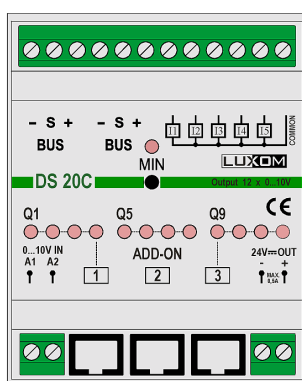 - S + - S +
BUS BUS
I1 I2 I3 I4 I5
COMMON
MIN
LUXOM
DS 20C
Output 12 x 0...10V
Q1 Q5 Q9
CE
0...10V IN
A1 A2
ADD-ON
24V⎓OUT
- +
1 2 3
MAX.
0,5A